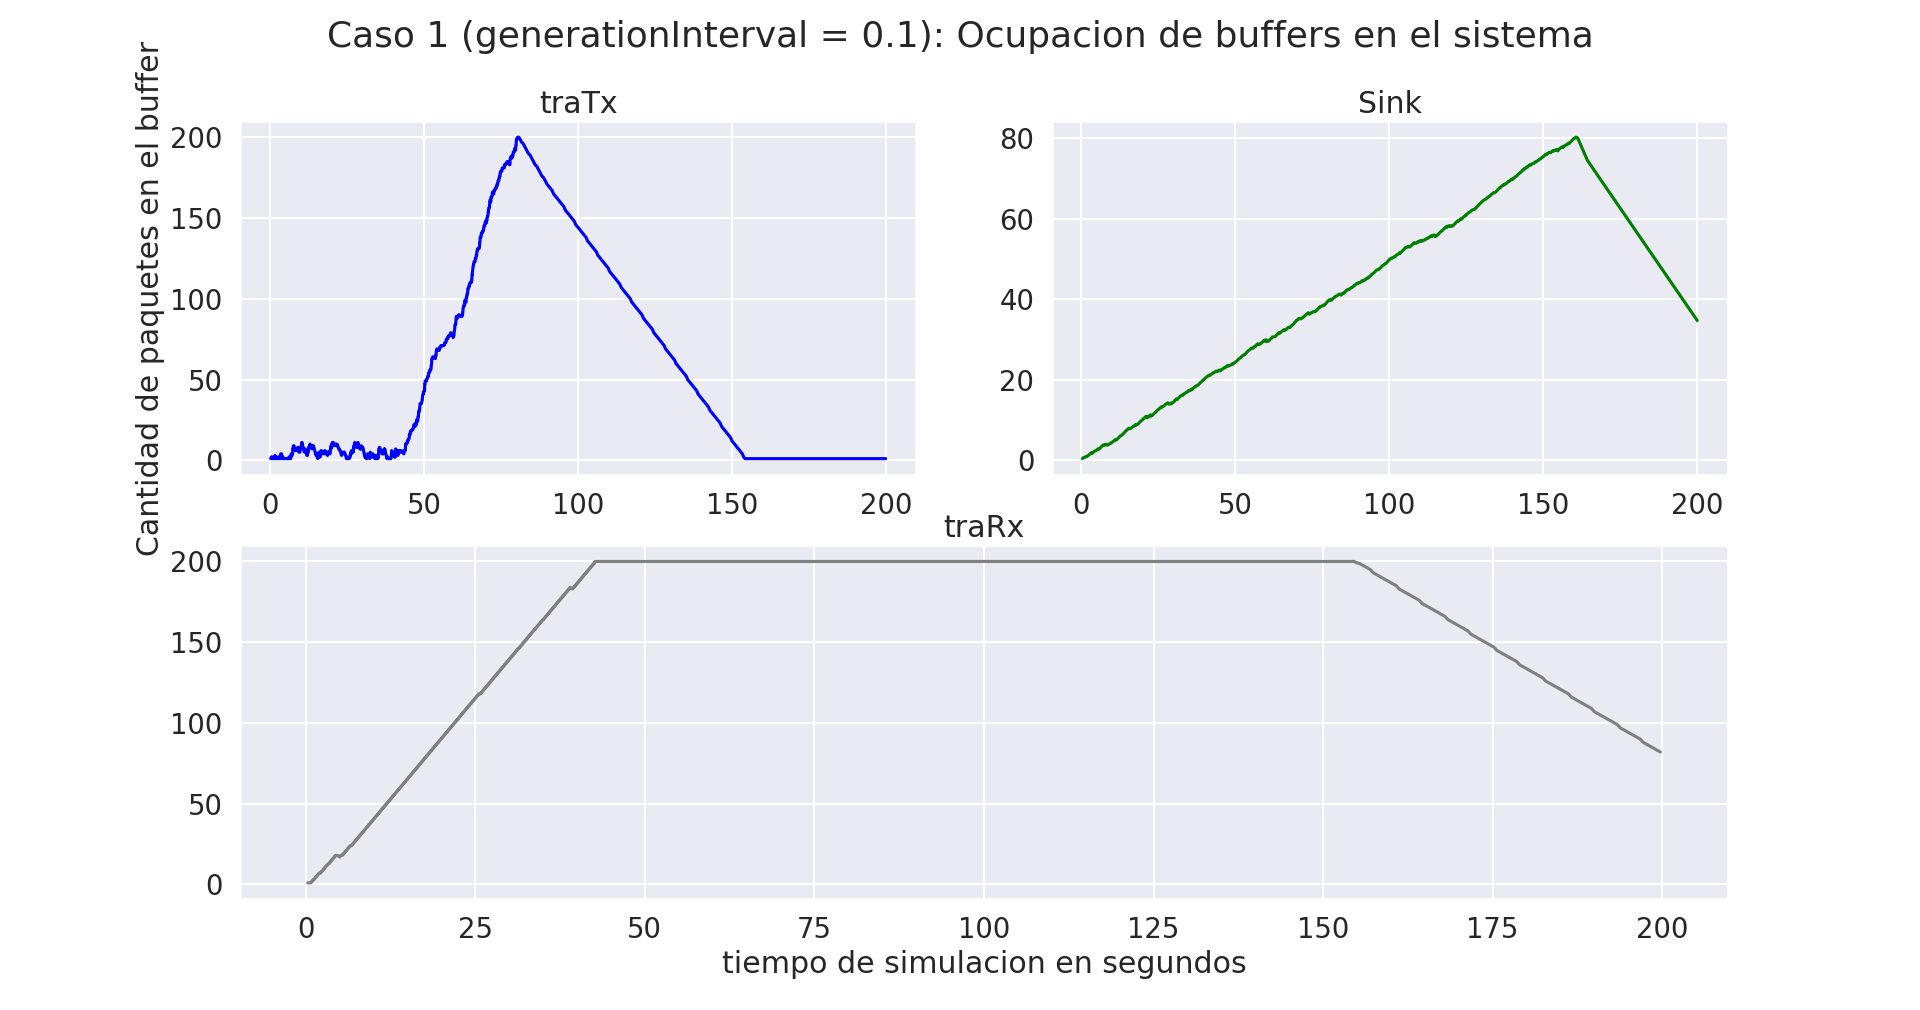 Caso 1 (generationInterval = 0.1): Ocupacion de buffers en el sistema
Cantidad de paquetes en el buffer
traTx
200
150
100
50
0
0 50 100 150 200
Sink
80
60
40
20
0
0 50 100 150 200
traRx
200
150
100
50
0
0 25 50 75 100 125 150 175 200
tiempo de simulacion en segundos